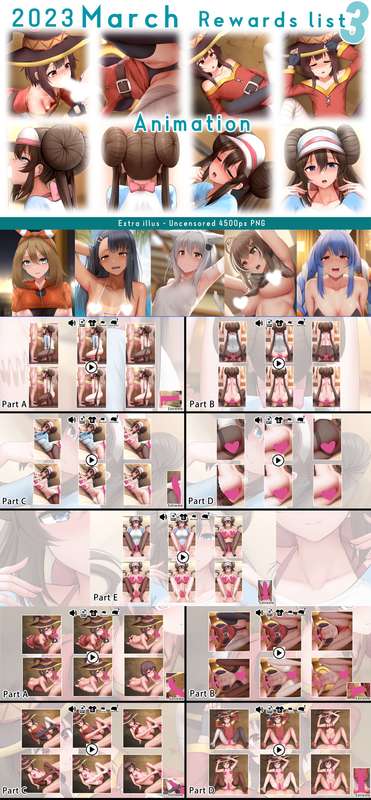 2023 March Rewards list 3
Animation
Extra illus - Uncensored 4500px PNG
Part A
Part B
Part C
Part D
Part E
Part A
Part B
Part C
Part D